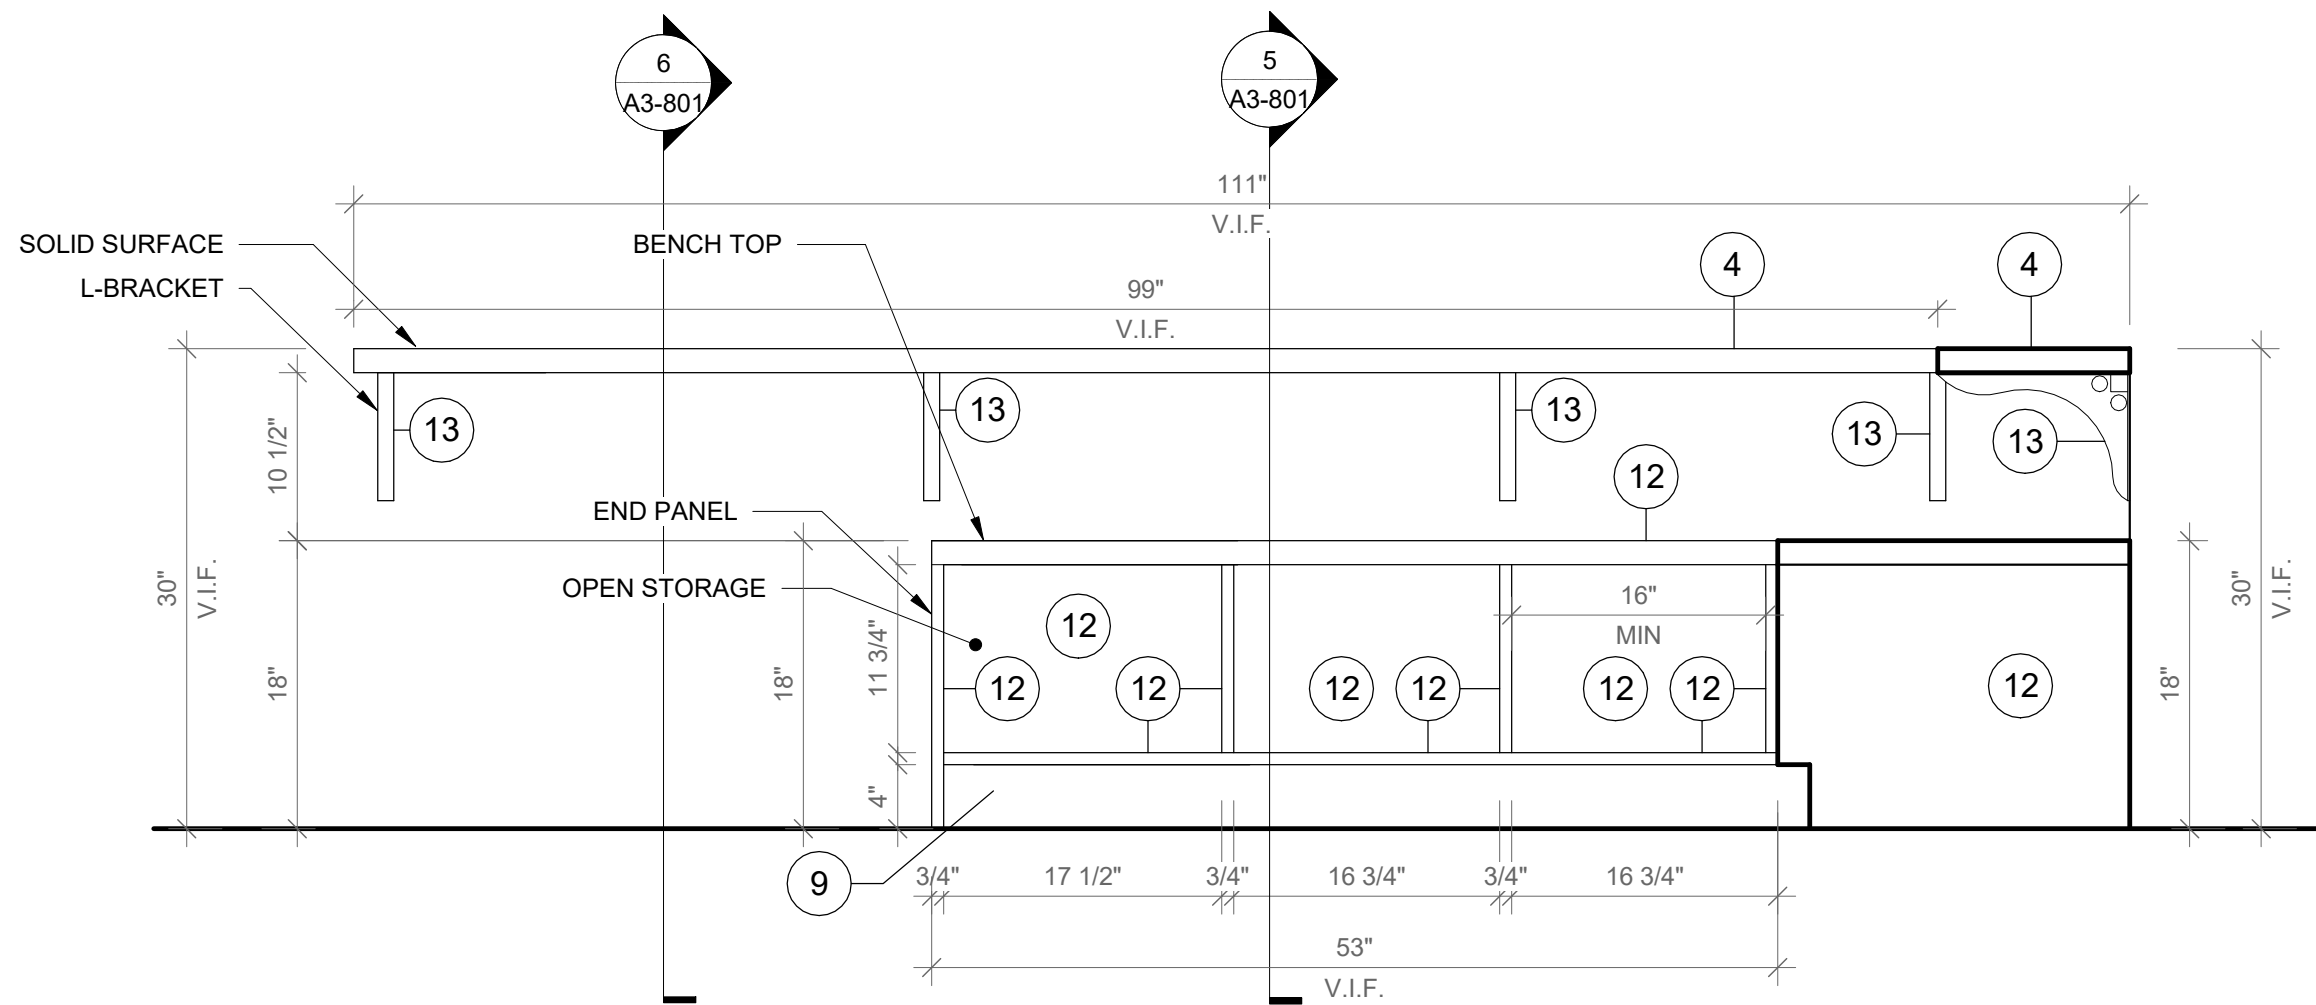 6
A3-801
5
A3-801
111"
V.I.F.
SOLID SURFACE
BENCH TOP
L-BRACKET
4
4
99"
V.I.F.
13
13
13
13
13
10 1/2"
12
END PANEL
OPEN STORAGE
30"
V.I.F.
18"
18"
11 3/4"
4"
16"
MIN
12
12
12
12
12
12
12
12
18"
30"
V.I.F.
9
3/4"
17 1/2"
3/4"
16 3/4"
3/4"
16 3/4"
53"
V.I.F.